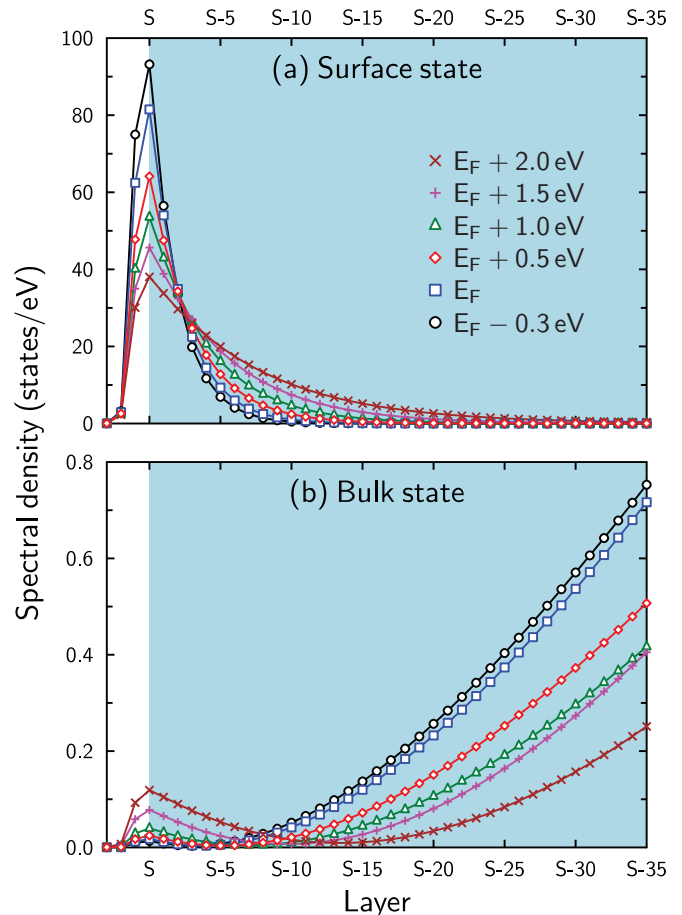 S S-5 S-10 S-15 S-20 S-25 S-30 S-35
100
80
60
40
20
0
(a) Surface state
E_F + 2.0 eV
E_F + 1.5 eV
E_F + 1.0 eV
E_F + 0.5 eV
E_F
E_F − 0.3 eV
Spectral density (states/eV)
0.8
0.6
0.4
0.2
0.0
(b) Bulk state
S S-5 S-10 S-15 S-20 S-25 S-30 S-35
Layer